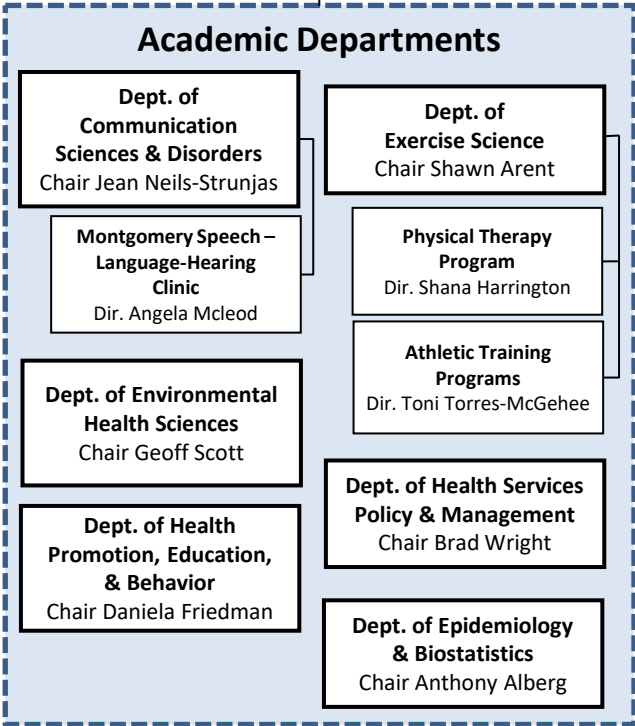 Academic Departments
Dept. of
Communication
Sciences & Disorders
Chair Jean Neils-Strunjas
Montgomery Speech –
Language-Hearing
Clinic
Dir. Angela Mcleod
Dept. of Environmental
Health Sciences
Chair Geoff Scott
Dept. of Health
Promotion, Education,
& Behavior
Chair Daniela Friedman
Dept. of
Exercise Science
Chair Shawn Arent
Physical Therapy
Program
Dir. Shana Harrington
Athletic Training
Programs
Dir. Toni Torres-McGehee
Dept. of Health Services
Policy & Management
Chair Brad Wright
Dept. of Epidemiology
& Biostatistics
Chair Anthony Alberg